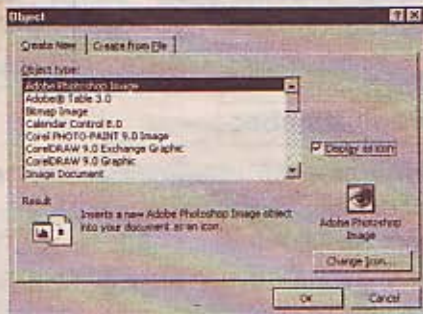 Object
Create New
Create from File
Object type:
Adobe Photoshop Image
Adobe® Table 3.0
Bitmap Image
Calendar Control 8.0
Corel PHOTO-PAINT 9.0 Image
CorelDRAW 9.0 Exchange Graphic
CorelDRAW 9.0 Graphic
Image Document
Display as icon
Result
Inserts a new Adobe Photoshop Image object
into your document as an icon.
Adobe Photoshop
Image
Change Icon...
OK
Cancel